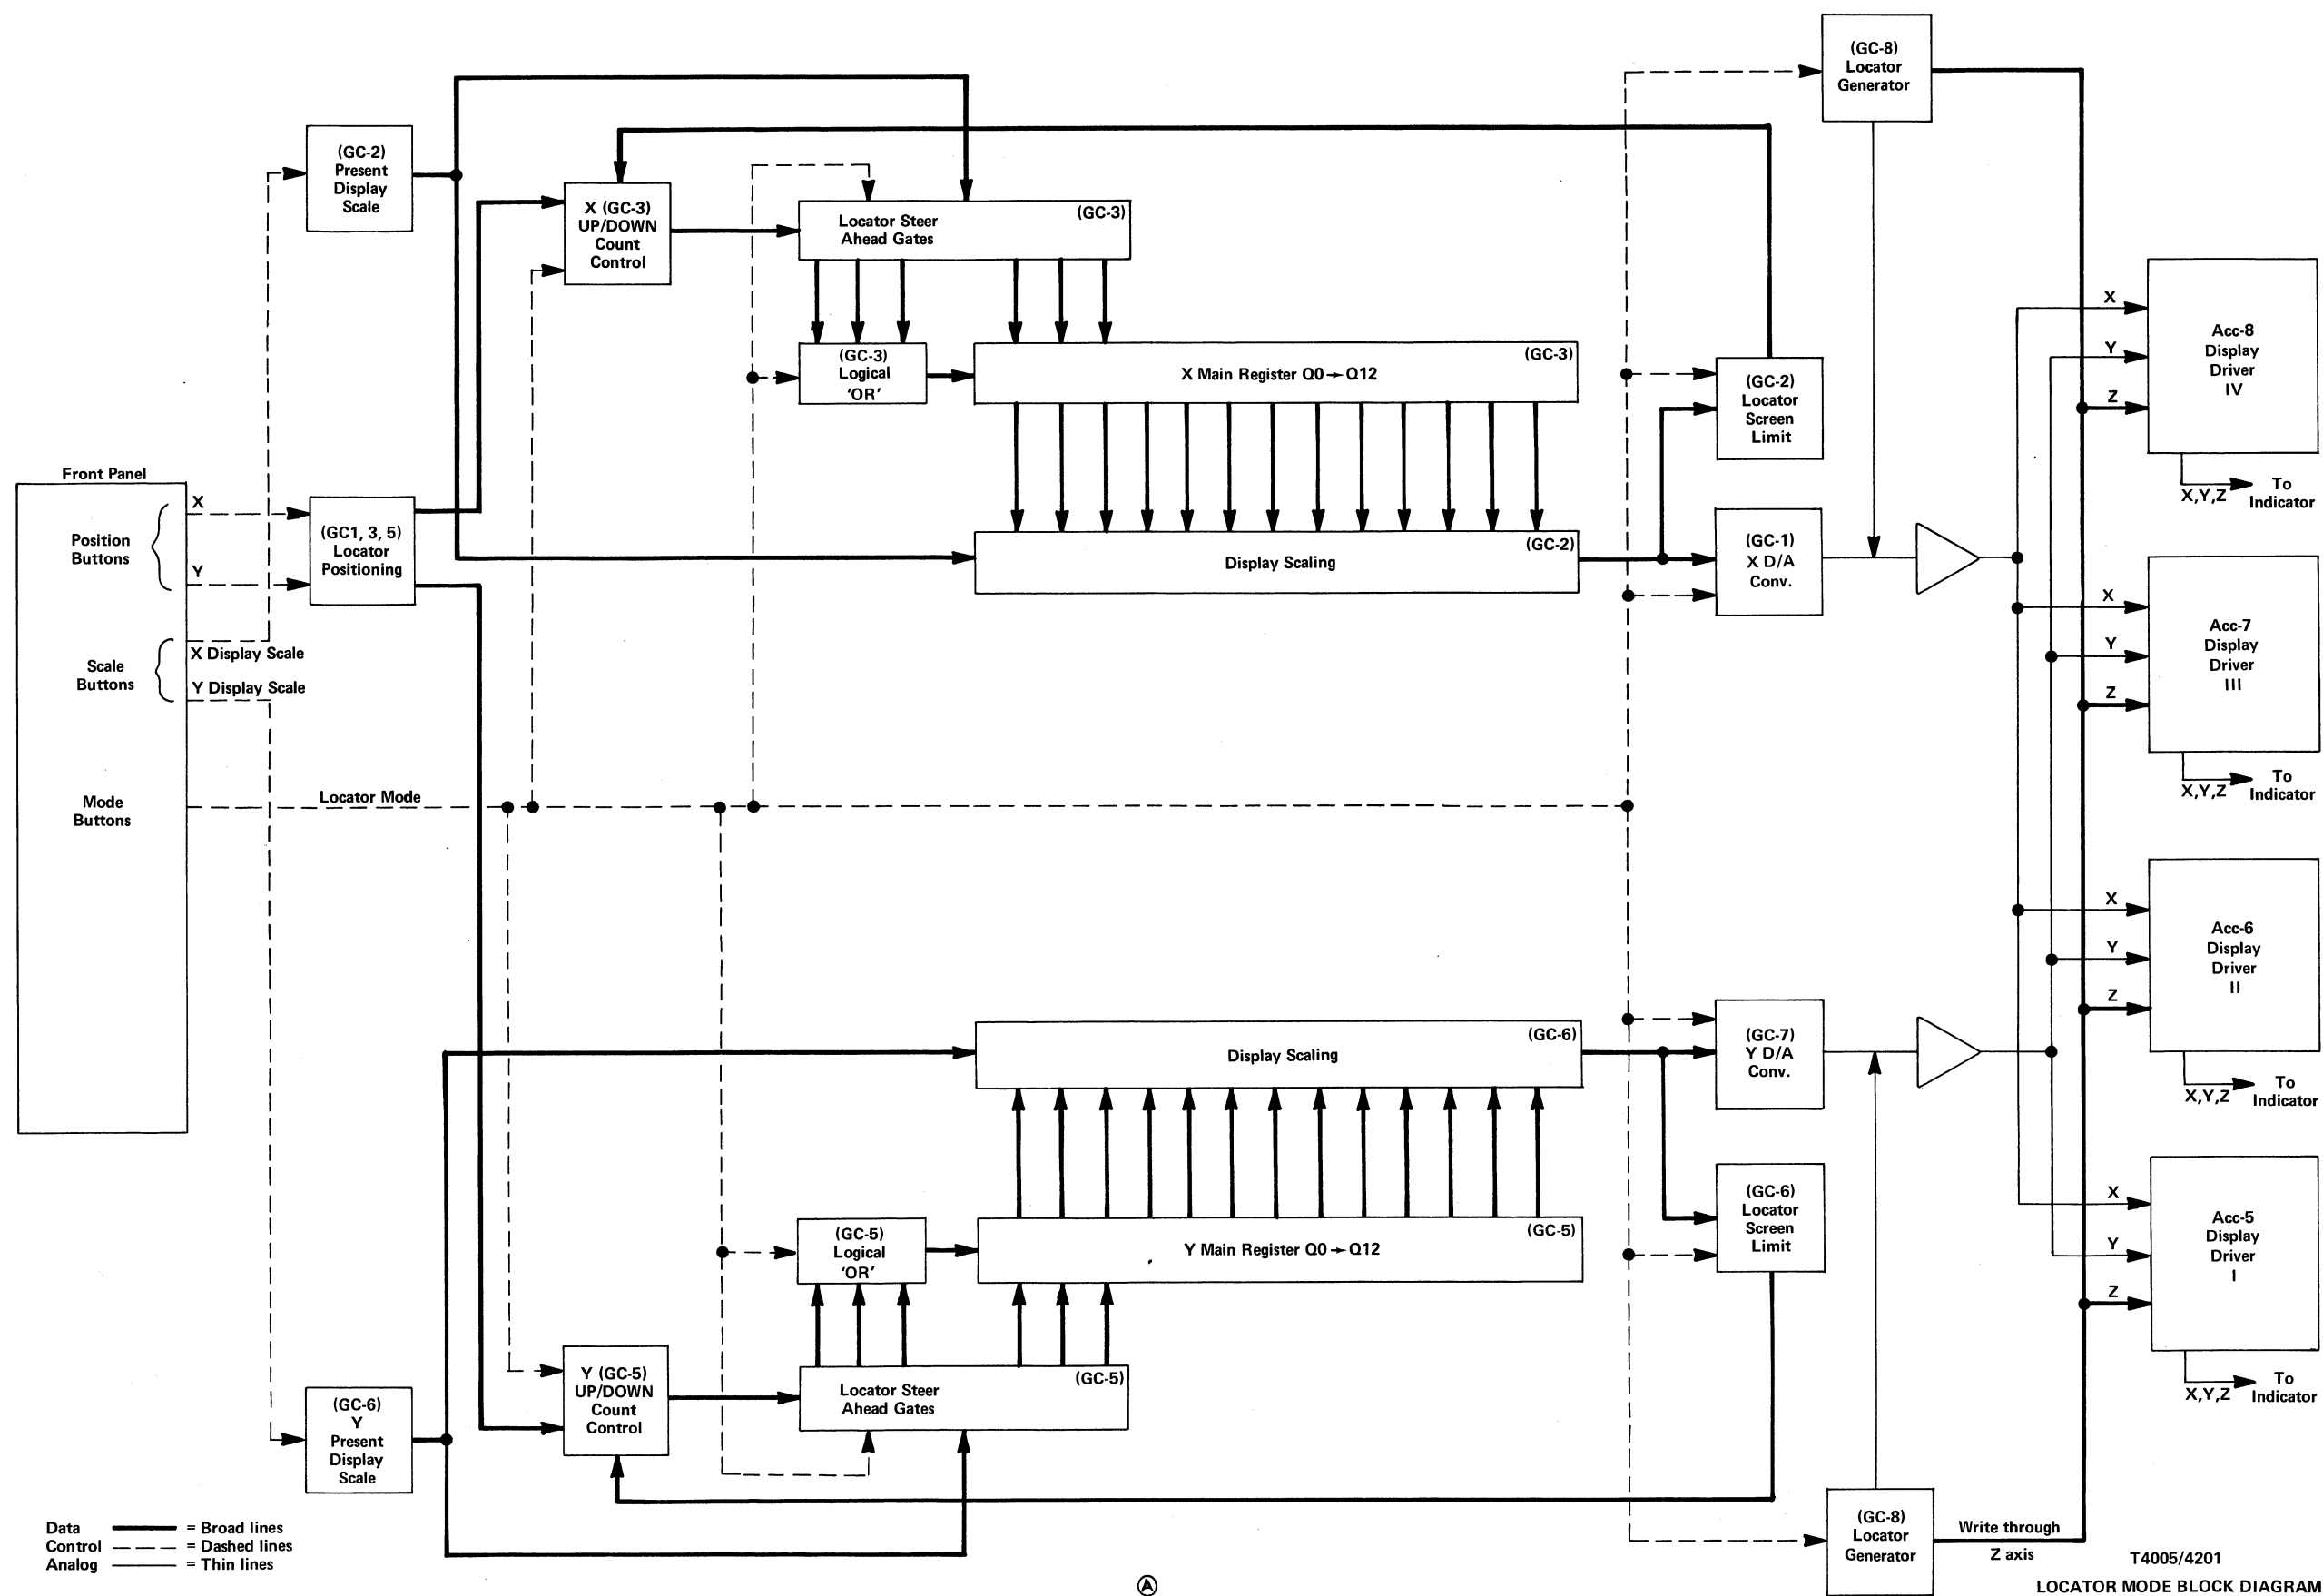 (GC-8)
Locator
Generator
(GC-2)
Present
Display
Scale
X (GC-3)
UP/DOWN
Count
Control
(GC-3)
Locator Steer
Ahead Gates
(GC-3)
Logical
'OR'
(GC-3)
X Main Register Q0→Q12
(GC-2)
Locator
Screen
Limit
X
Y
Z
Acc-8
Display
Driver
IV
X,Y,Z
To
Indicator
Front Panel
Position
Buttons
X
Y
(GC1, 3, 5)
Locator
Positioning
(GC-2)
Display Scaling
(GC-1)
X D/A
Conv.
X
Y
Z
Acc-7
Display
Driver
III
X,Y,Z
To
Indicator
Scale
Buttons
X Display Scale
Y Display Scale
Mode
Buttons
Locator Mode
X
Y
Z
Acc-6
Display
Driver
II
X,Y,Z
To
Indicator
(GC-6)
Display Scaling
(GC-7)
Y D/A
Conv.
(GC-5)
Logical
'OR'
(GC-5)
Y Main Register Q0→Q12
(GC-6)
Locator
Screen
Limit
X
Y
Z
Acc-5
Display
Driver
I
X,Y,Z
To
Indicator
Y (GC-5)
UP/DOWN
Count
Control
(GC-5)
Locator Steer
Ahead Gates
(GC-6)
Y
Present
Display
Scale
(GC-8)
Locator
Generator
Write through
Z axis
Data = Broad lines
Control = Dashed lines
Analog = Thin lines
A
T4005/4201
LOCATOR MODE BLOCK DIAGRAM